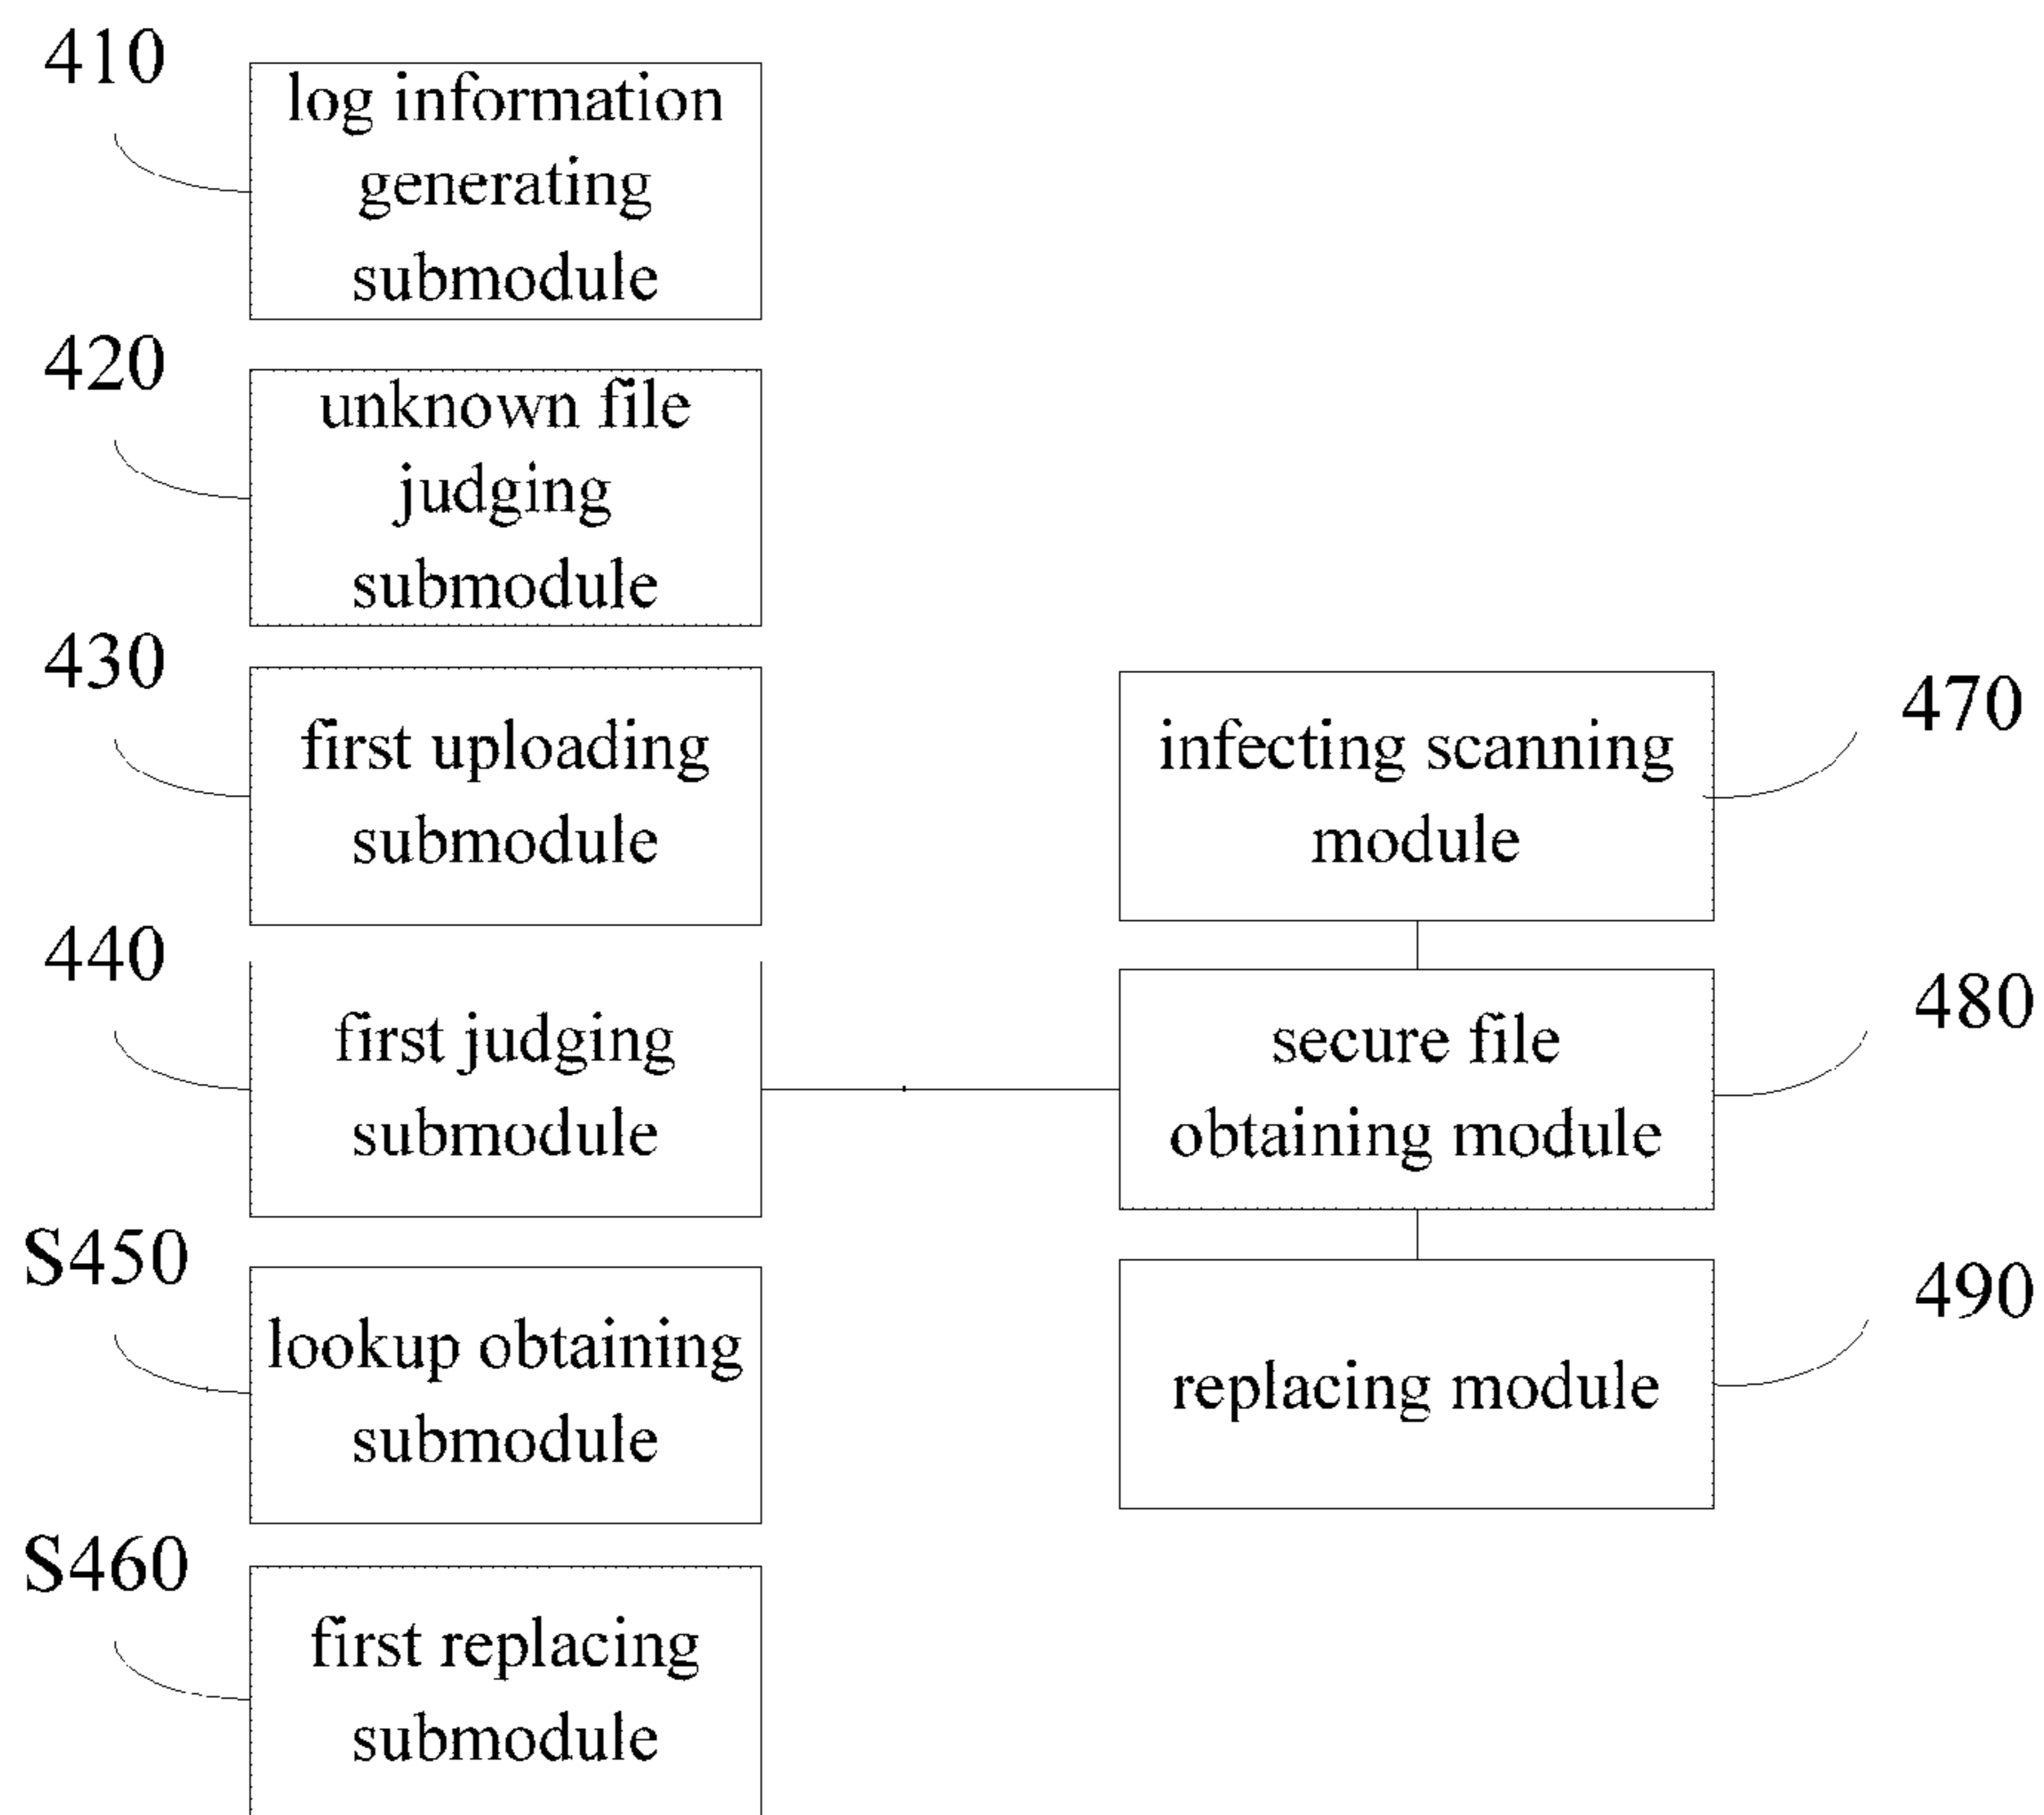 410
log information
generating
submodule
420
unknown file
judging
submodule
430
first uploading
submodule
440
first judging
submodule
S450
lookup obtaining
submodule
S460
first replacing
submodule
470
infecting scanning
module
480
secure file
obtaining module
490
replacing module